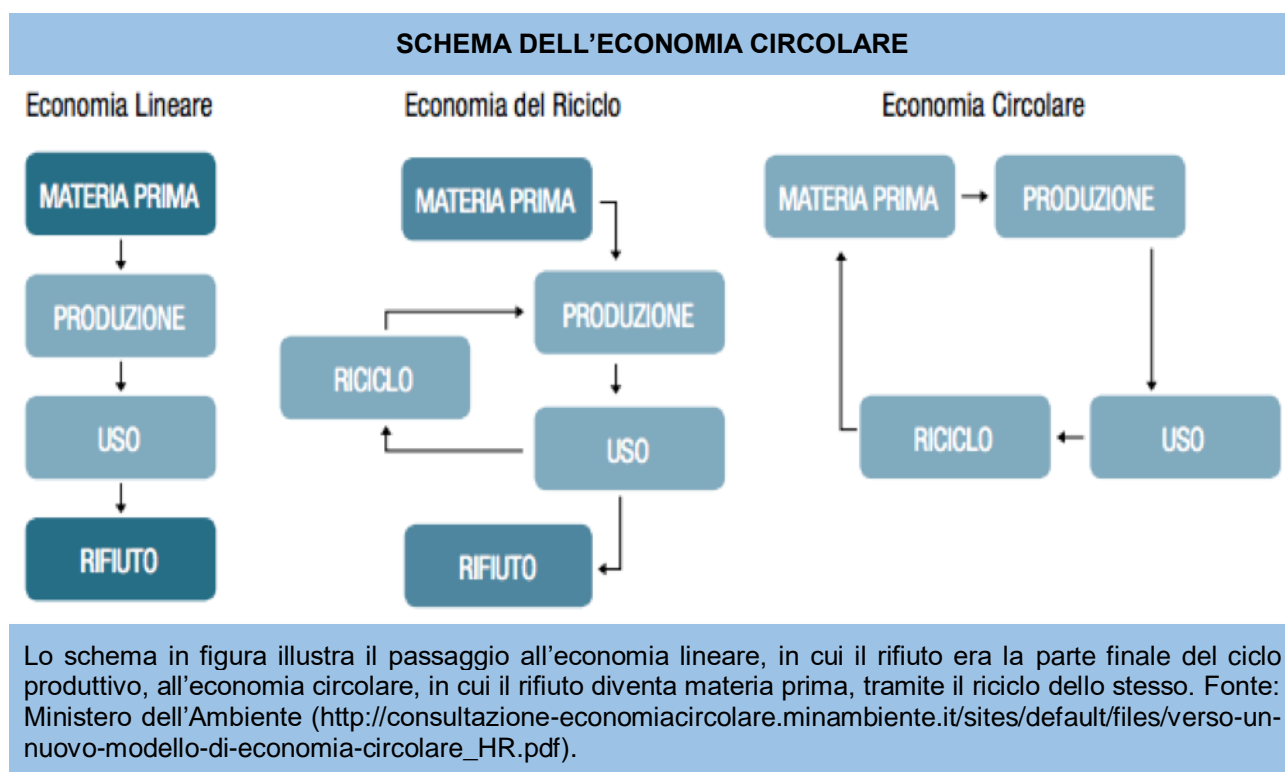 SCHEMA DELL’ECONOMIA CIRCOLARE
Economia Lineare
MATERIA PRIMA
PRODUZIONE
USO
RIFIUTO
Economia del Riciclo
MATERIA PRIMA
PRODUZIONE
RICICLO
USO
RIFIUTO
Economia Circolare
MATERIA PRIMA
PRODUZIONE
RICICLO
USO
Lo schema in figura illustra il passaggio all’economia lineare, in cui il rifiuto era la parte finale del ciclo
produttivo, all’economia circolare, in cui il rifiuto diventa materia prima, tramite il riciclo dello stesso. Fonte:
Ministero dell’Ambiente (http://consultazione-economiacircolare.minambiente.it/sites/default/files/verso-un-
nuovo-modello-di-economia-circolare_HR.pdf).